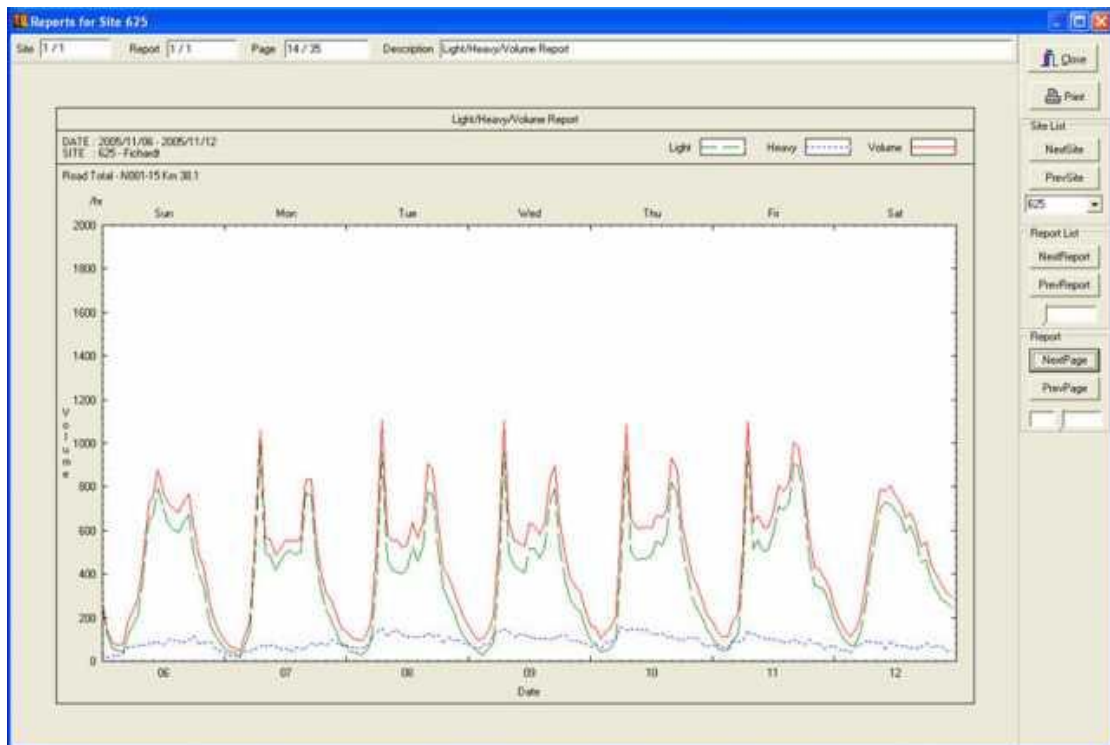 Reports for Site 625
Site 1 / 1 Report 1 / 1 Page 14 / 35 Description Light/Heavy/Volume Report
Close
Print
Site List
NextSite
PrevSite
625
Report List
NextReport
PrevReport
Report
NextPage
PrevPage
Light/Heavy/Volume Report
DATE : 2005/11/06 - 2005/11/12
SITE : 625 - Fichardt
Light Heavy Volume
Road Total - N001-15 Km 38.1
/hr
Sun Mon Tue Wed Thu Fri Sat
2000
1800
1600
1400
1200
1000
800
600
400
200
0
Volume
06 07 08 09 10 11 12
Date